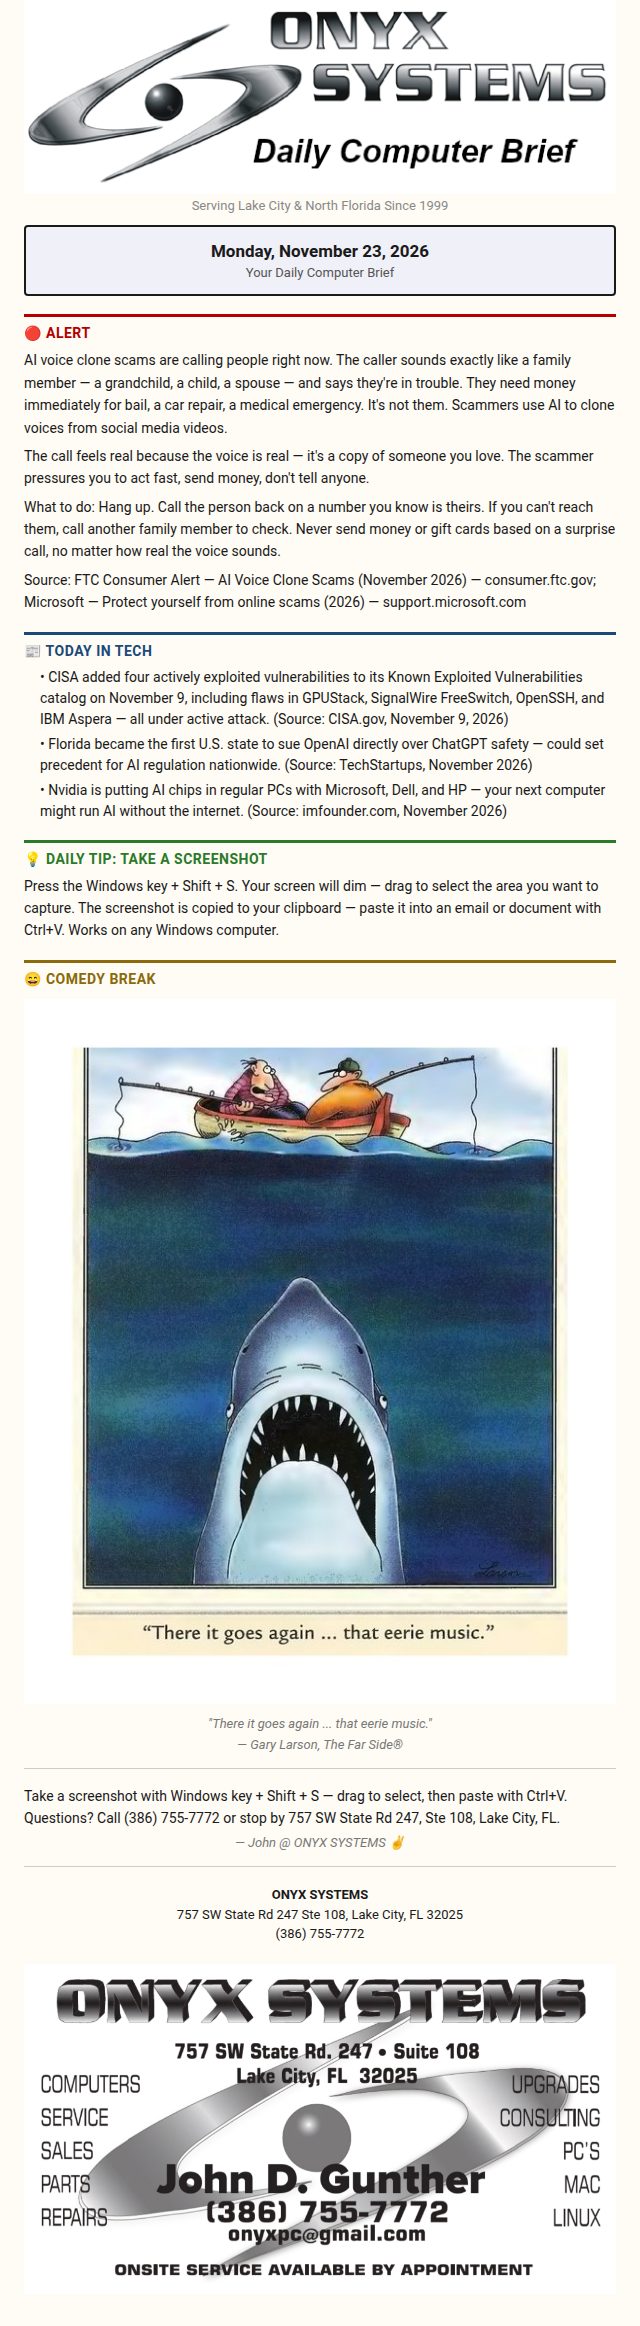 ONYX
SYSTEMS
Daily Computer Brief
Serving Lake City & North Florida Since 1999
Monday, November 23, 2026
Your Daily Computer Brief
🔴 ALERT
AI voice clone scams are calling people right now. The caller sounds exactly like a family
member — a grandchild, a child, a spouse — and says they're in trouble. They need money
immediately for bail, a car repair, a medical emergency. It's not them. Scammers use AI to clone
voices from social media videos.
The call feels real because the voice is real — it's a copy of someone you love. The scammer
pressures you to act fast, send money, don't tell anyone.
What to do: Hang up. Call the person back on a number you know is theirs. If you can't reach
them, call another family member to check. Never send money or gift cards based on a surprise
call, no matter how real the voice sounds.
Source: FTC Consumer Alert — AI Voice Clone Scams (November 2026) — consumer.ftc.gov;
Microsoft — Protect yourself from online scams (2026) — support.microsoft.com
📰 TODAY IN TECH
• CISA added four actively exploited vulnerabilities to its Known Exploited Vulnerabilities
catalog on November 9, including flaws in GPUStack, SignalWire FreeSwitch, OpenSSH, and
IBM Aspera — all under active attack. (Source: CISA.gov, November 9, 2026)
• Florida became the first U.S. state to sue OpenAI directly over ChatGPT safety — could set
precedent for AI regulation nationwide. (Source: TechStartups, November 2026)
• Nvidia is putting AI chips in regular PCs with Microsoft, Dell, and HP — your next computer
might run AI without the internet. (Source: imfounder.com, November 2026)
💡 DAILY TIP: TAKE A SCREENSHOT
Press the Windows key + Shift + S. Your screen will dim — drag to select the area you want to
capture. The screenshot is copied to your clipboard — paste it into an email or document with
Ctrl+V. Works on any Windows computer.
😄 COMEDY BREAK
Larson
“There it goes again ... that eerie music.”
"There it goes again ... that eerie music."
— Gary Larson, The Far Side®
Take a screenshot with Windows key + Shift + S — drag to select, then paste with Ctrl+V.
Questions? Call (386) 755-7772 or stop by 757 SW State Rd 247, Ste 108, Lake City, FL.
— John @ ONYX SYSTEMS ✌️
ONYX SYSTEMS
757 SW State Rd 247 Ste 108, Lake City, FL 32025
(386) 755-7772
ONYX SYSTEMS
757 SW State Rd. 247 • Suite 108
Lake City, FL 32025
COMPUTERS
SERVICE
SALES
PARTS
REPAIRS
UPGRADES
CONSULTING
PC'S
MAC
LINUX
John D. Gunther
(386) 755-7772
onyxpc@gmail.com
ONSITE SERVICE AVAILABLE BY APPOINTMENT